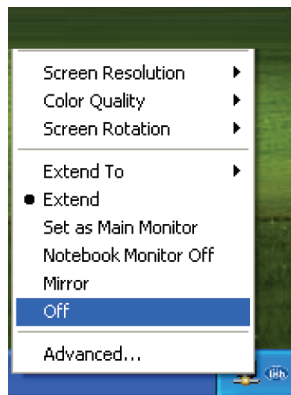 Screen Resolution
Color Quality
Screen Rotation
Extend To
Extend
Set as Main Monitor
Notebook Monitor Off
Mirror
Off
Advanced...